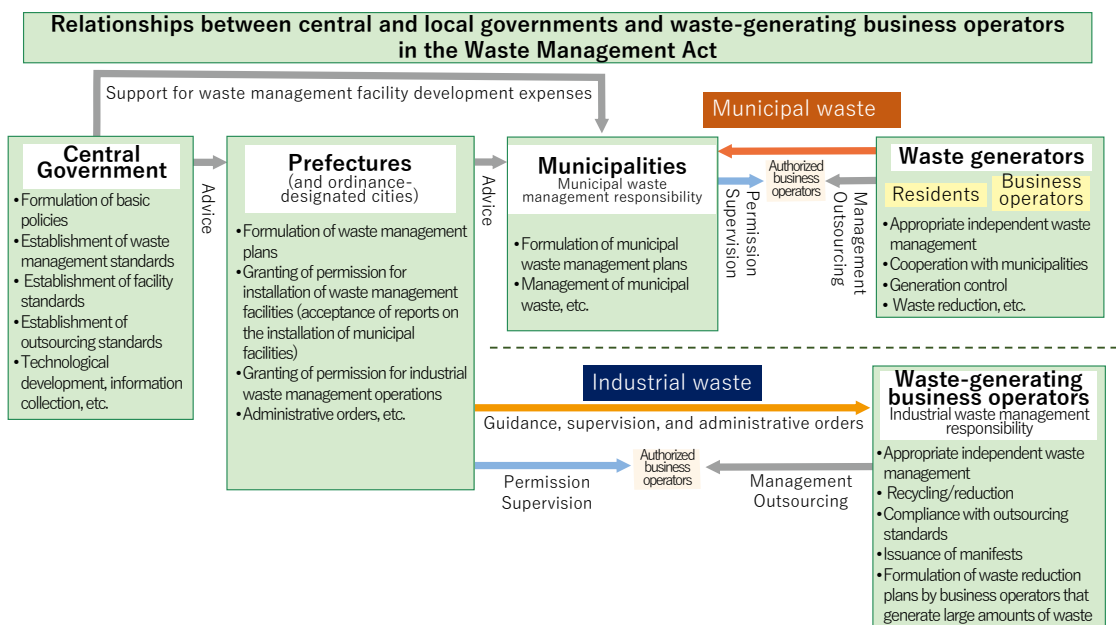 Relationships between central and local governments and waste-generating business operators
in the Waste Management Act
Support for waste management facility development expenses
Municipal waste
Central
Government
• Formulation of basic
policies
• Establishment of waste
management standards
• Establishment of facility
standards
• Establishment of
outsourcing standards
• Technological
development, information
collection, etc.
Advice
Prefectures
(and ordinance-
designated cities)
• Formulation of waste management
plans
• Granting of permission for
installation of waste management
facilities (acceptance of reports on
the installation of municipal
facilities)
• Granting of permission for industrial
waste management operations
• Administrative orders, etc.
Advice
Municipalities
Municipal waste
management responsibility
• Formulation of municipal
waste management plans
• Management of municipal
waste, etc.
Authorized
business
operators
Permission
Supervision
Management
Outsourcing
Waste generators
Residents
Business
operators
• Appropriate independent waste
management
• Cooperation with municipalities
• Generation control
• Waste reduction, etc.
Industrial waste
Guidance, supervision, and administrative orders
Authorized
business
operators
Permission
Supervision
Management
Outsourcing
Waste-generating
business operators
Industrial waste management
responsibility
• Appropriate independent waste
management
• Recycling/reduction
• Compliance with outsourcing
standards
• Issuance of manifests
• Formulation of waste reduction
plans by business operators that
generate large amounts of waste